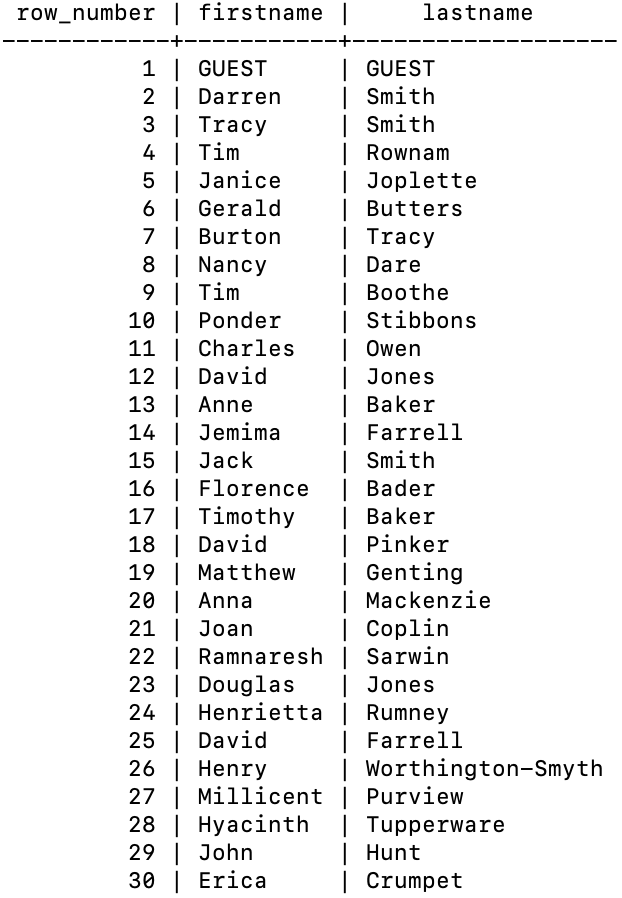 row_number | firstname |     lastname
------------+-----------+-------------------
          1 | GUEST     | GUEST
          2 | Darren    | Smith
          3 | Tracy     | Smith
          4 | Tim       | Rownam
          5 | Janice    | Joplette
          6 | Gerald    | Butters
          7 | Burton    | Tracy
          8 | Nancy     | Dare
          9 | Tim       | Boothe
         10 | Ponder    | Stibbons
         11 | Charles   | Owen
         12 | David     | Jones
         13 | Anne      | Baker
         14 | Jemima    | Farrell
         15 | Jack      | Smith
         16 | Florence  | Bader
         17 | Timothy   | Baker
         18 | David     | Pinker
         19 | Matthew   | Genting
         20 | Anna      | Mackenzie
         21 | Joan      | Coplin
         22 | Ramnaresh | Sarwin
         23 | Douglas   | Jones
         24 | Henrietta | Rumney
         25 | David     | Farrell
         26 | Henry     | Worthington-Smyth
         27 | Millicent | Purview
         28 | Hyacinth  | Tupperware
         29 | John      | Hunt
         30 | Erica     | Crumpet